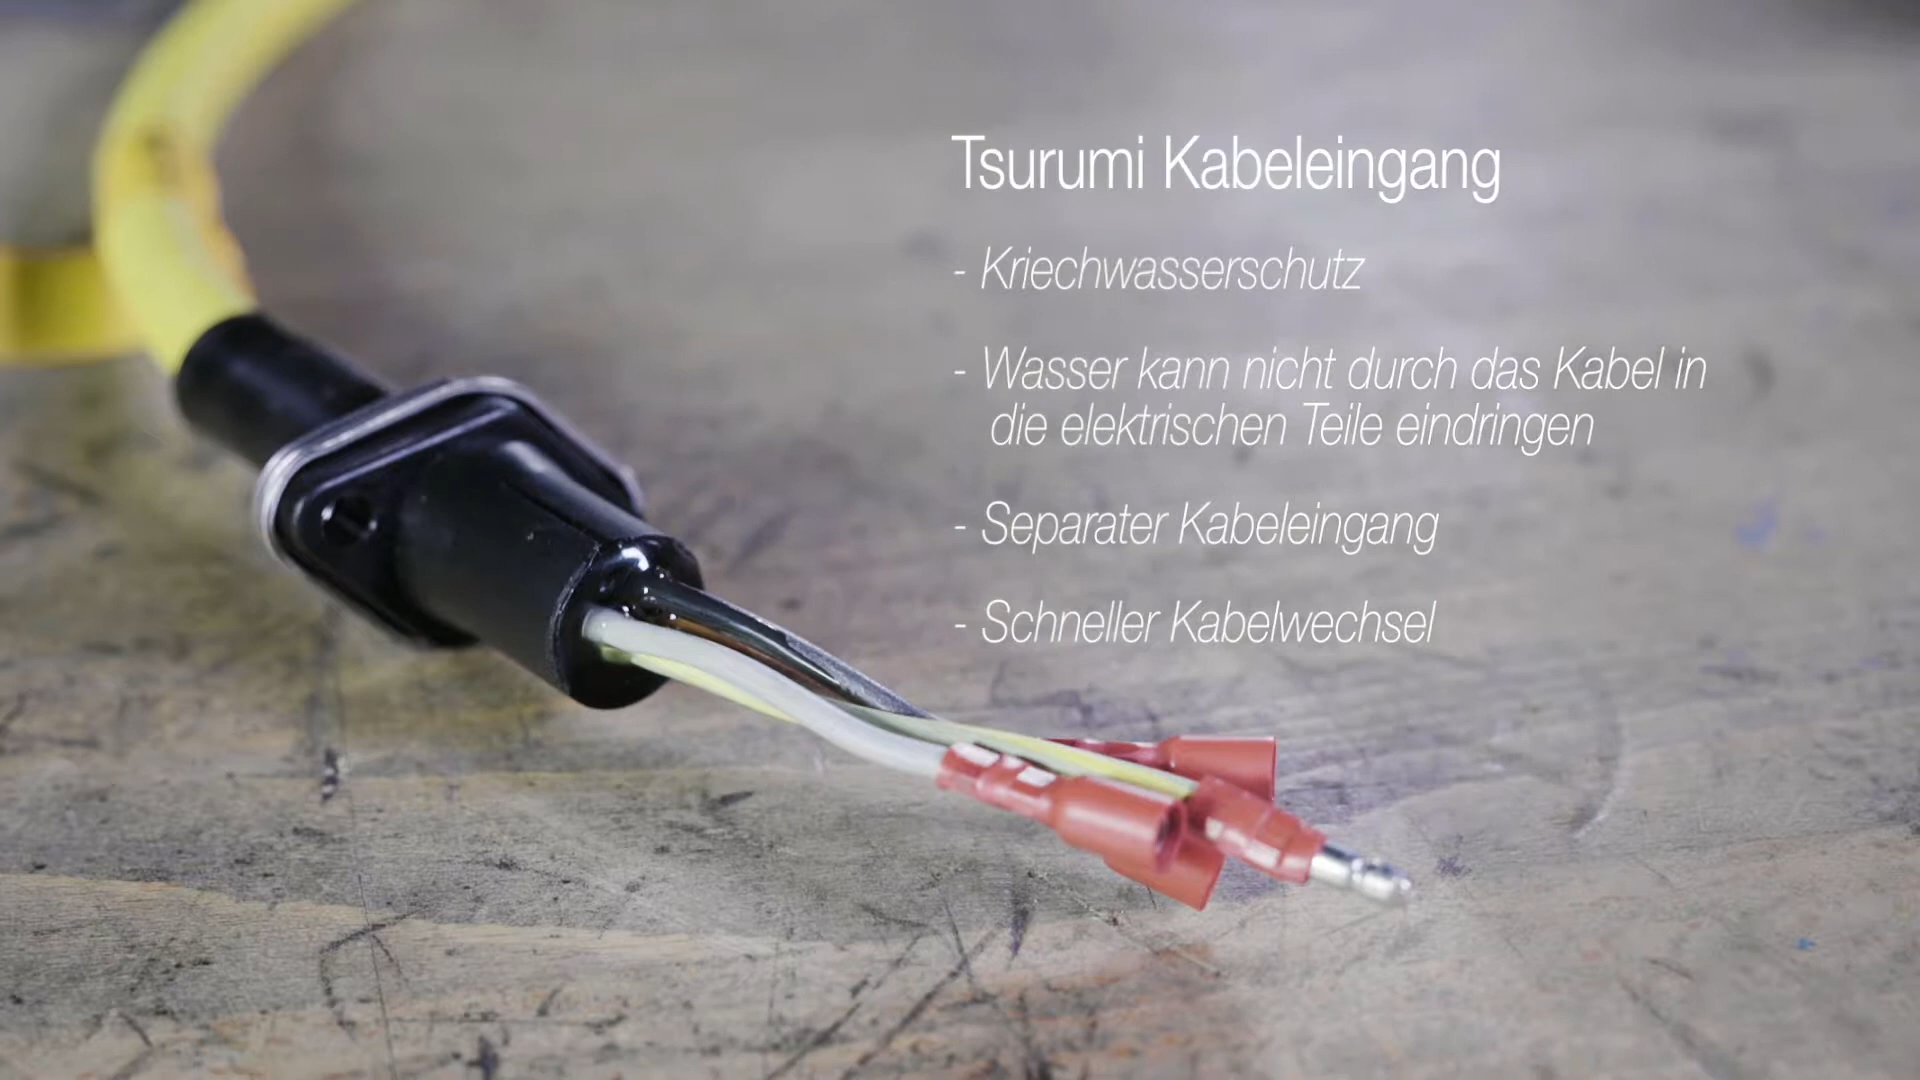 Tsurumi Kabeleingang
- Kriechwasserschutz
- Wasser kann nicht durch das Kabel in
die elektrischen Teile eindringen
- Separater Kabeleingang
- Schneller Kabelwechsel